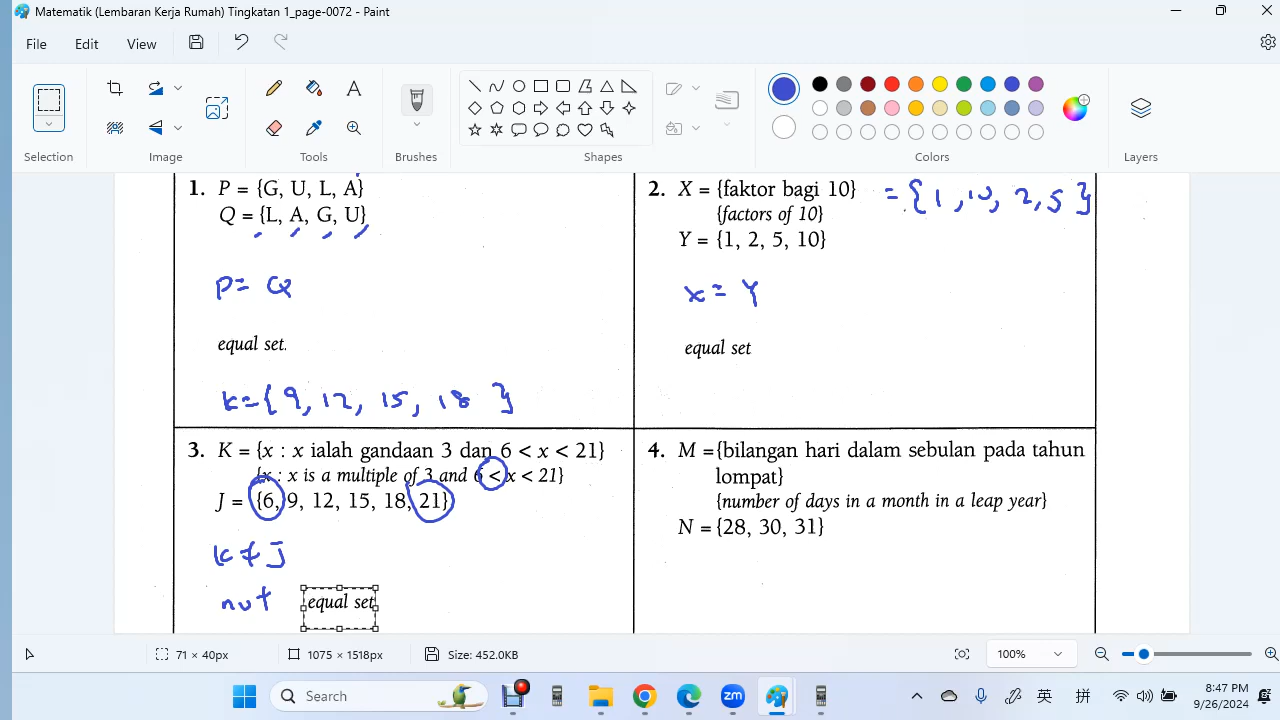 Matematik (Lembaran Kerja Rumah) Tingkatan 1_page-0072 - Paint
File Edit View
Selection Image Tools Brushes Shapes Colors Layers
1. P = {G, U, L, A}
Q = {L, A, G, U}
P = Q
equal set.
K = {9, 12, 15, 18 }
2. X = {faktor bagi 10} = {1, 10, 2, 5}
{factors of 10}
Y = {1, 2, 5, 10}
x = Y
equal set
3. K = {x : x ialah gandaan 3 dan 6 < x < 21}
{x : x is a multiple of 3 and 6 < x < 21}
J = {6, 9, 12, 15, 18, 21}
K ≠ J
not equal set
4. M = {bilangan hari dalam sebulan pada tahun
lompat}
{number of days in a month in a leap year}
N = {28, 30, 31}
71 × 40px 1075 × 1518px Size: 452.0KB 100%
Search zm 英 拼 8:47 PM
9/26/2024